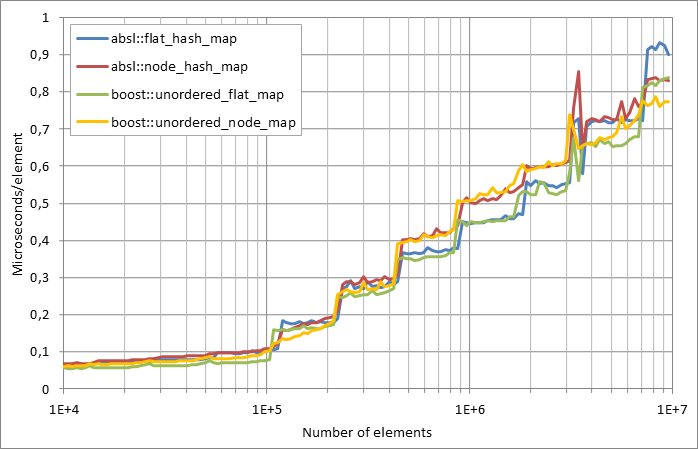 1
0,9
0,8
0,7
0,6
0,5
0,4
0,3
0,2
0,1
0
Microseconds/element
absl::flat_hash_map
absl::node_hash_map
boost::unordered_flat_map
boost::unordered_node_map
1E+4 1E+5 1E+6 1E+7
Number of elements